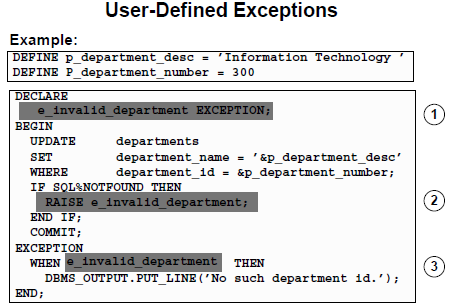 User-Defined Exceptions
Example:
DEFINE p_department_desc = ’Information Technology ’
DEFINE P_department_number = 300
DECLARE
e_invalid_department EXCEPTION;
1
BEGIN
UPDATE departments
SET department_name = ’&p_department_desc’
WHERE department_id = &p_department_number;
IF SQL%NOTFOUND THEN
RAISE e_invalid_department;
2
END IF;
COMMIT;
EXCEPTION
WHEN e_invalid_department THEN
3
DBMS_OUTPUT.PUT_LINE(’No such department id.’);
END;